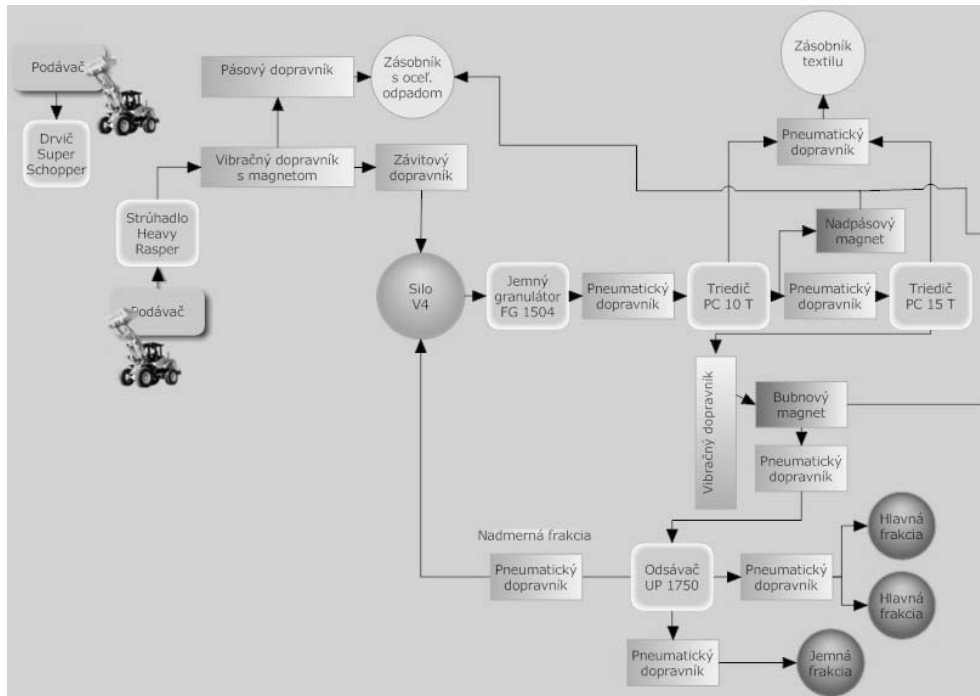 Podávač
Drvič
Super
Schopper
Pásový dopravník
Zásobník
s oceľ.
odpadom
Zásobník
textilu
Vibračný dopravník
s magnetom
Závitový
dopravník
Pneumatický
dopravník
Strúhadlo
Heavy
Rasper
Podávač
Nadpásový
magnet
Silo
V4
Jemný
granulátor
FG 1504
Pneumatický
dopravník
Triedič
PC 10 T
Pneumatický
dopravník
Triedič
PC 15 T
Vibračný dopravník
Bubnový
magnet
Pneumatický
dopravník
Nadmerná frakcia
Pneumatický
dopravník
Odsávač
UP 1750
Pneumatický
dopravník
Hlavná
frakcia
Hlavná
frakcia
Pneumatický
dopravník
Jemná
frakcia